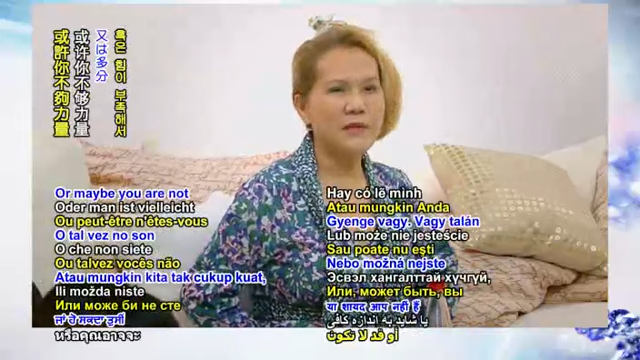 或許你不夠力量
或许你不够力量
又は多分
혹은 힘이 부족해서
Or maybe you are not
Oder man ist vielleicht
Ou peut-être n'êtes-vous
O tal vez no son
O che non siete
Ou talvez vocês não
Atau mungkin kita tak cukup kuat,
Ili možda niste
Или може би не сте
ਜਾਂ ਹੋ ਸਕਦਾ ਤੁਸੀਂ
หรือคุณอาจจะ
Hay có lẽ mình
Atau mungkin Anda
Gyenge vagy. Vagy talán
Lub może nie jesteście
Sau poate nu eşti
Nebo možná nejste
Эсвэл хангалттай хүчгүй,
Или, может быть, вы
या शायद आप नहीं हैं
یا شاید به اندازه کافی
أو قد لا تكون